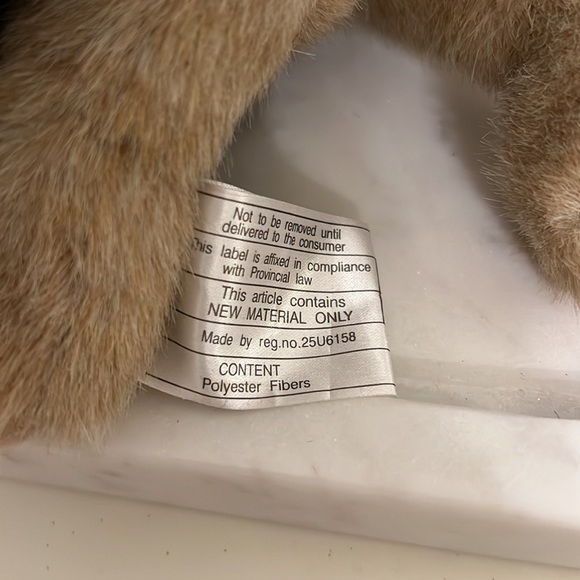 Not to be removed until
delivered to the consumer
This label is affixed in compliance
with Provincial law
This article contains
NEW MATERIAL ONLY
Made by reg.no.25U6158
CONTENT
Polyester Fibers